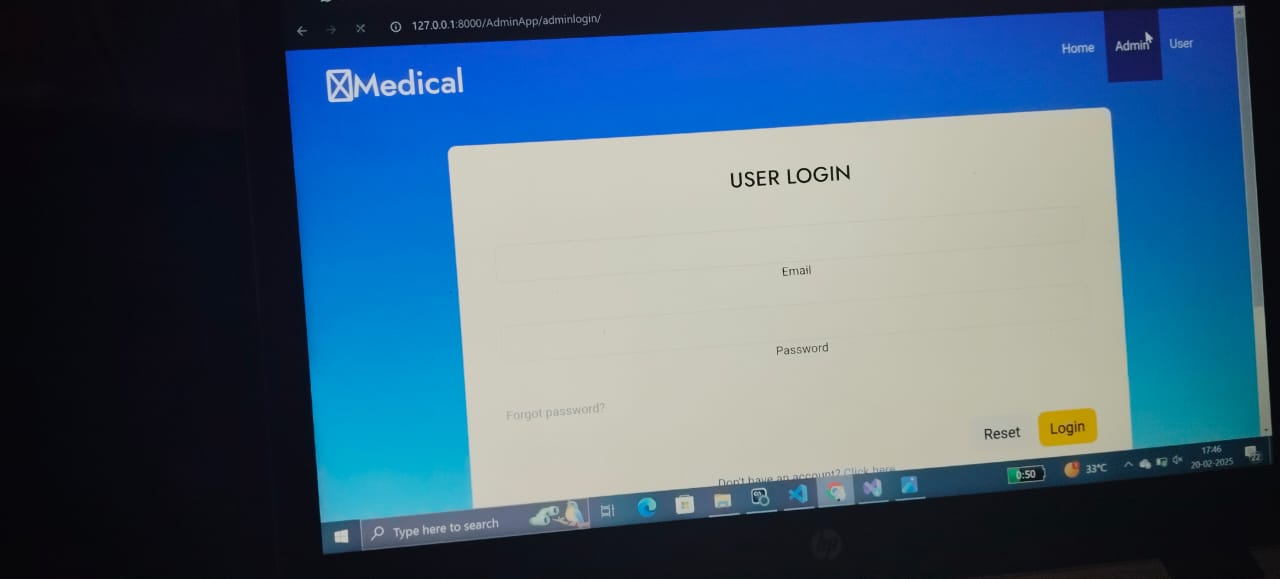 127.0.0.1:8000/AdminApp/adminlogin/
Medical
Home Admin User
USER LOGIN
Email
Password
Forgot password?
Reset Login
Don't have an account? Click here
Type here to search
0:50
33°C
17:46
20-02-2025
22
hp